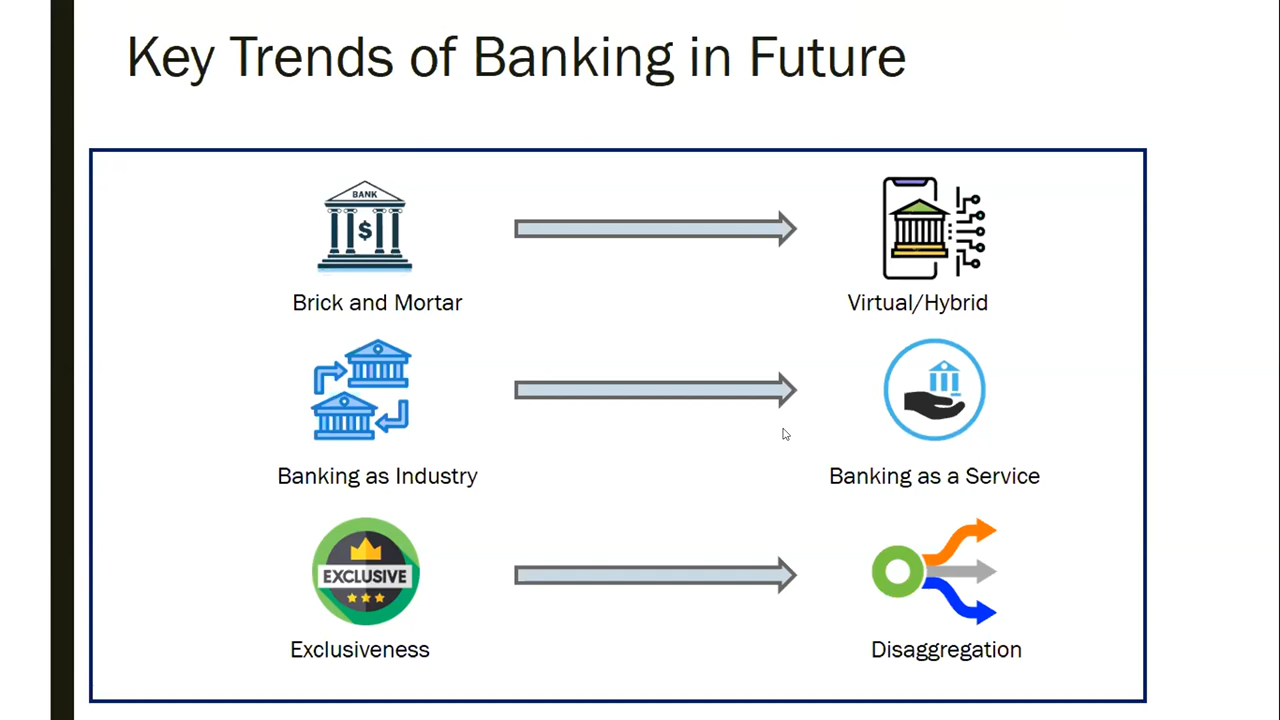 Key Trends of Banking in Future
BANK
$
Brick and Mortar
Virtual/Hybrid
Banking as Industry
Banking as a Service
EXCLUSIVE
Exclusiveness
Disaggregation